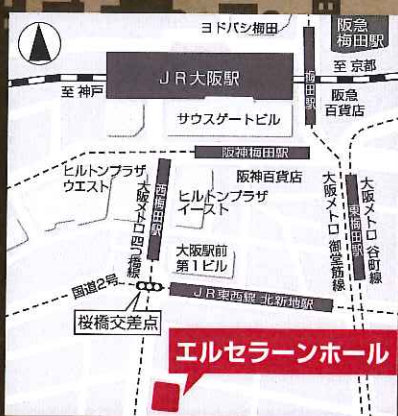 ヨドバシ梅田
阪急
梅田駅
JR大阪駅
梅田駅
至 京都
至 神戸
阪急
百貨店
サウスゲートビル
阪神梅田駅
ヒルトンプラザ
ウエスト
西梅田駅
阪神百貨店
ヒルトンプラザ
イースト
大阪メトロ 四つ橋線
大阪メトロ 御堂筋線
東梅田駅
大阪メトロ 谷町線
大阪駅前
第1ビル
国道2号
JR東西線 北新地駅
桜橋交差点
エルセラーンホール